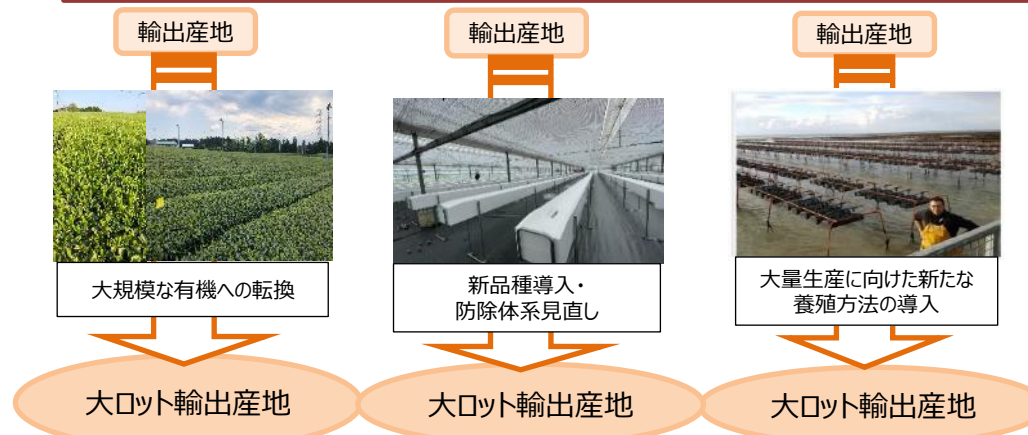 輸出産地
輸出産地
輸出産地
大規模な有機への転換
新品種導入・
防除体系見直し
大量生産に向けた新たな
養殖方法の導入
大ロット輸出産地
大ロット輸出産地
大ロット輸出産地